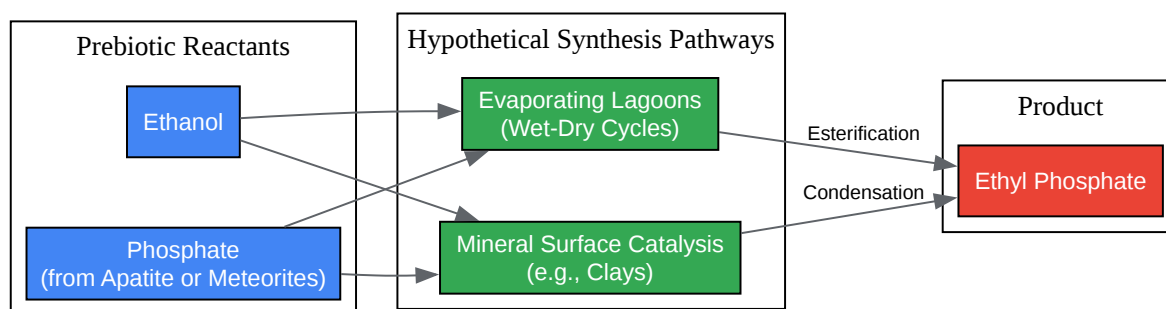 Prebiotic Reactants
Ethanol
Phosphate
(from Apatite or Meteorites)
Hypothetical Synthesis Pathways
Evaporating Lagoons
(Wet-Dry Cycles)
Mineral Surface Catalysis
(e.g., Clays)
Esterification
Condensation
Product
Ethyl Phosphate